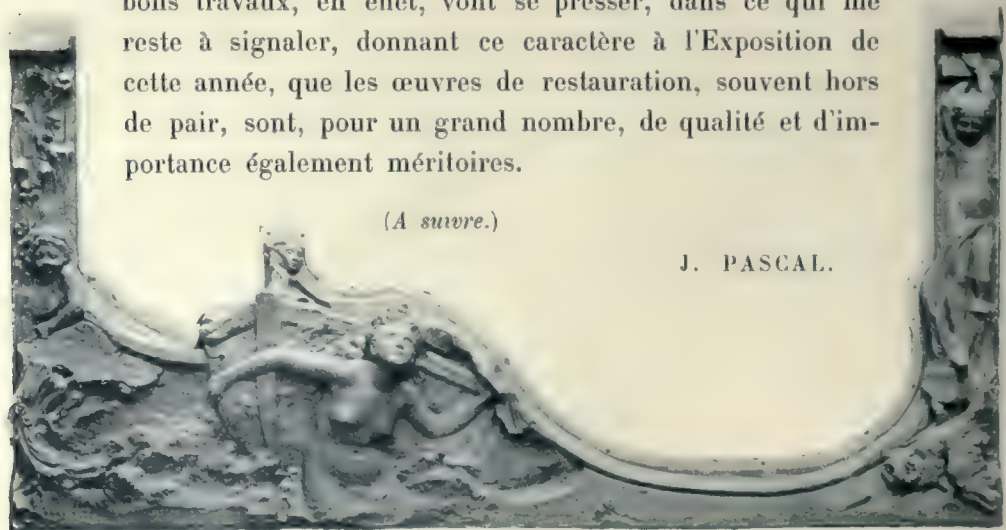 bons travaux, en effet, vont se presser, dans ce qui me
reste à signaler, donnant ce caractère à l'Exposition de
cette année, que les œuvres de restauration, souvent hors
de pair, sont, pour un grand nombre, de qualité et d'im-
portance également méritoires.
(A suivre.)
J. PASCAL.